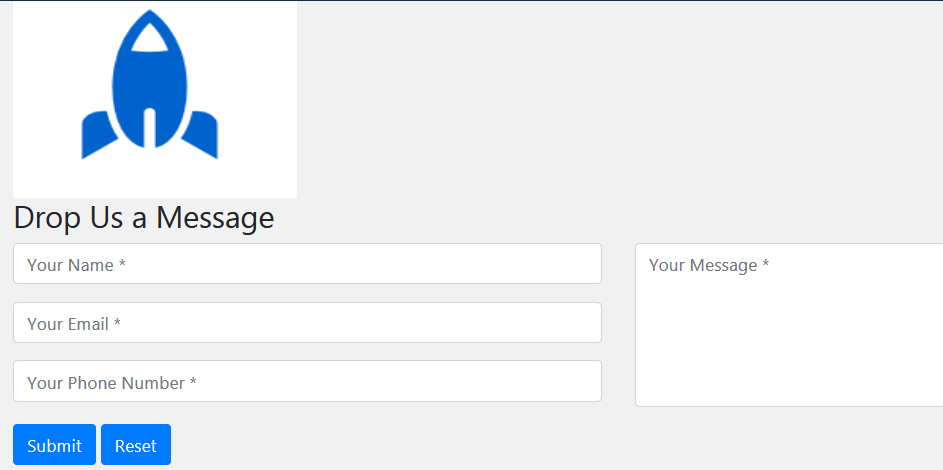 Drop Us a Message
Your Name *
Your Email *
Your Phone Number *
Your Message *
Submit
Reset